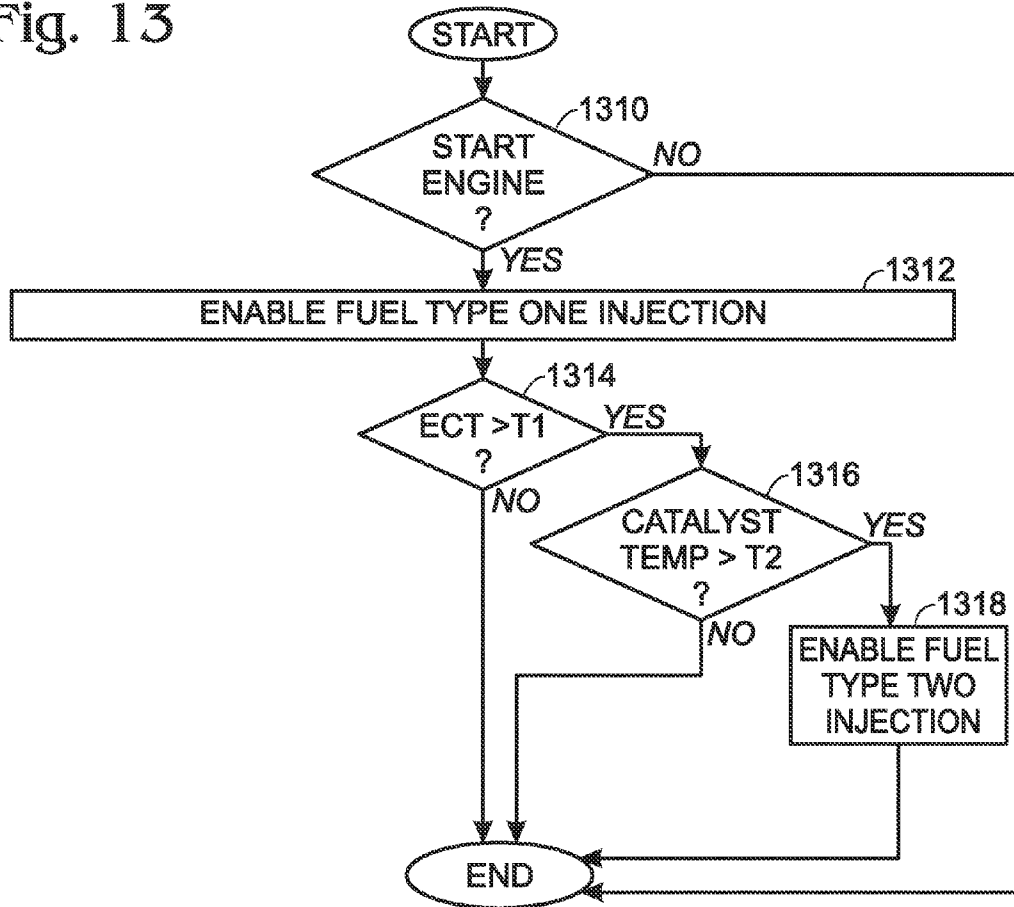 Fig. 13
START
1310
START
ENGINE
?
NO
YES
1312
ENABLE FUEL TYPE ONE INJECTION
1314
ECT >T1
?
YES
NO
1316
CATALYST
TEMP > T2
?
YES
NO
1318
ENABLE FUEL
TYPE TWO
INJECTION
END